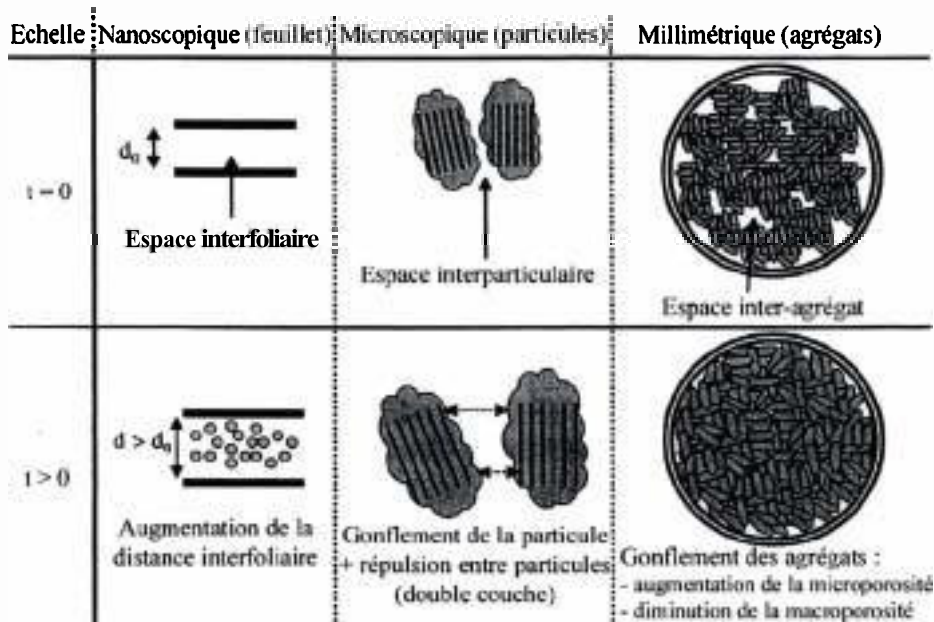 Echelle Nanoscopique (feuillet) Microscopique (particules) Millimétrique (agrégats)
t = 0
d₀
Espace interfoliaire
Espace interparticulaire
Espace inter-agrégat
t > 0
d > d₀
Augmentation de la
distance interfoliaire
Gonflement de la particule
+ répulsion entre particules
(double couche)
Gonflement des agrégats :
- augmentation de la microporosité
- diminution de la macroporosité